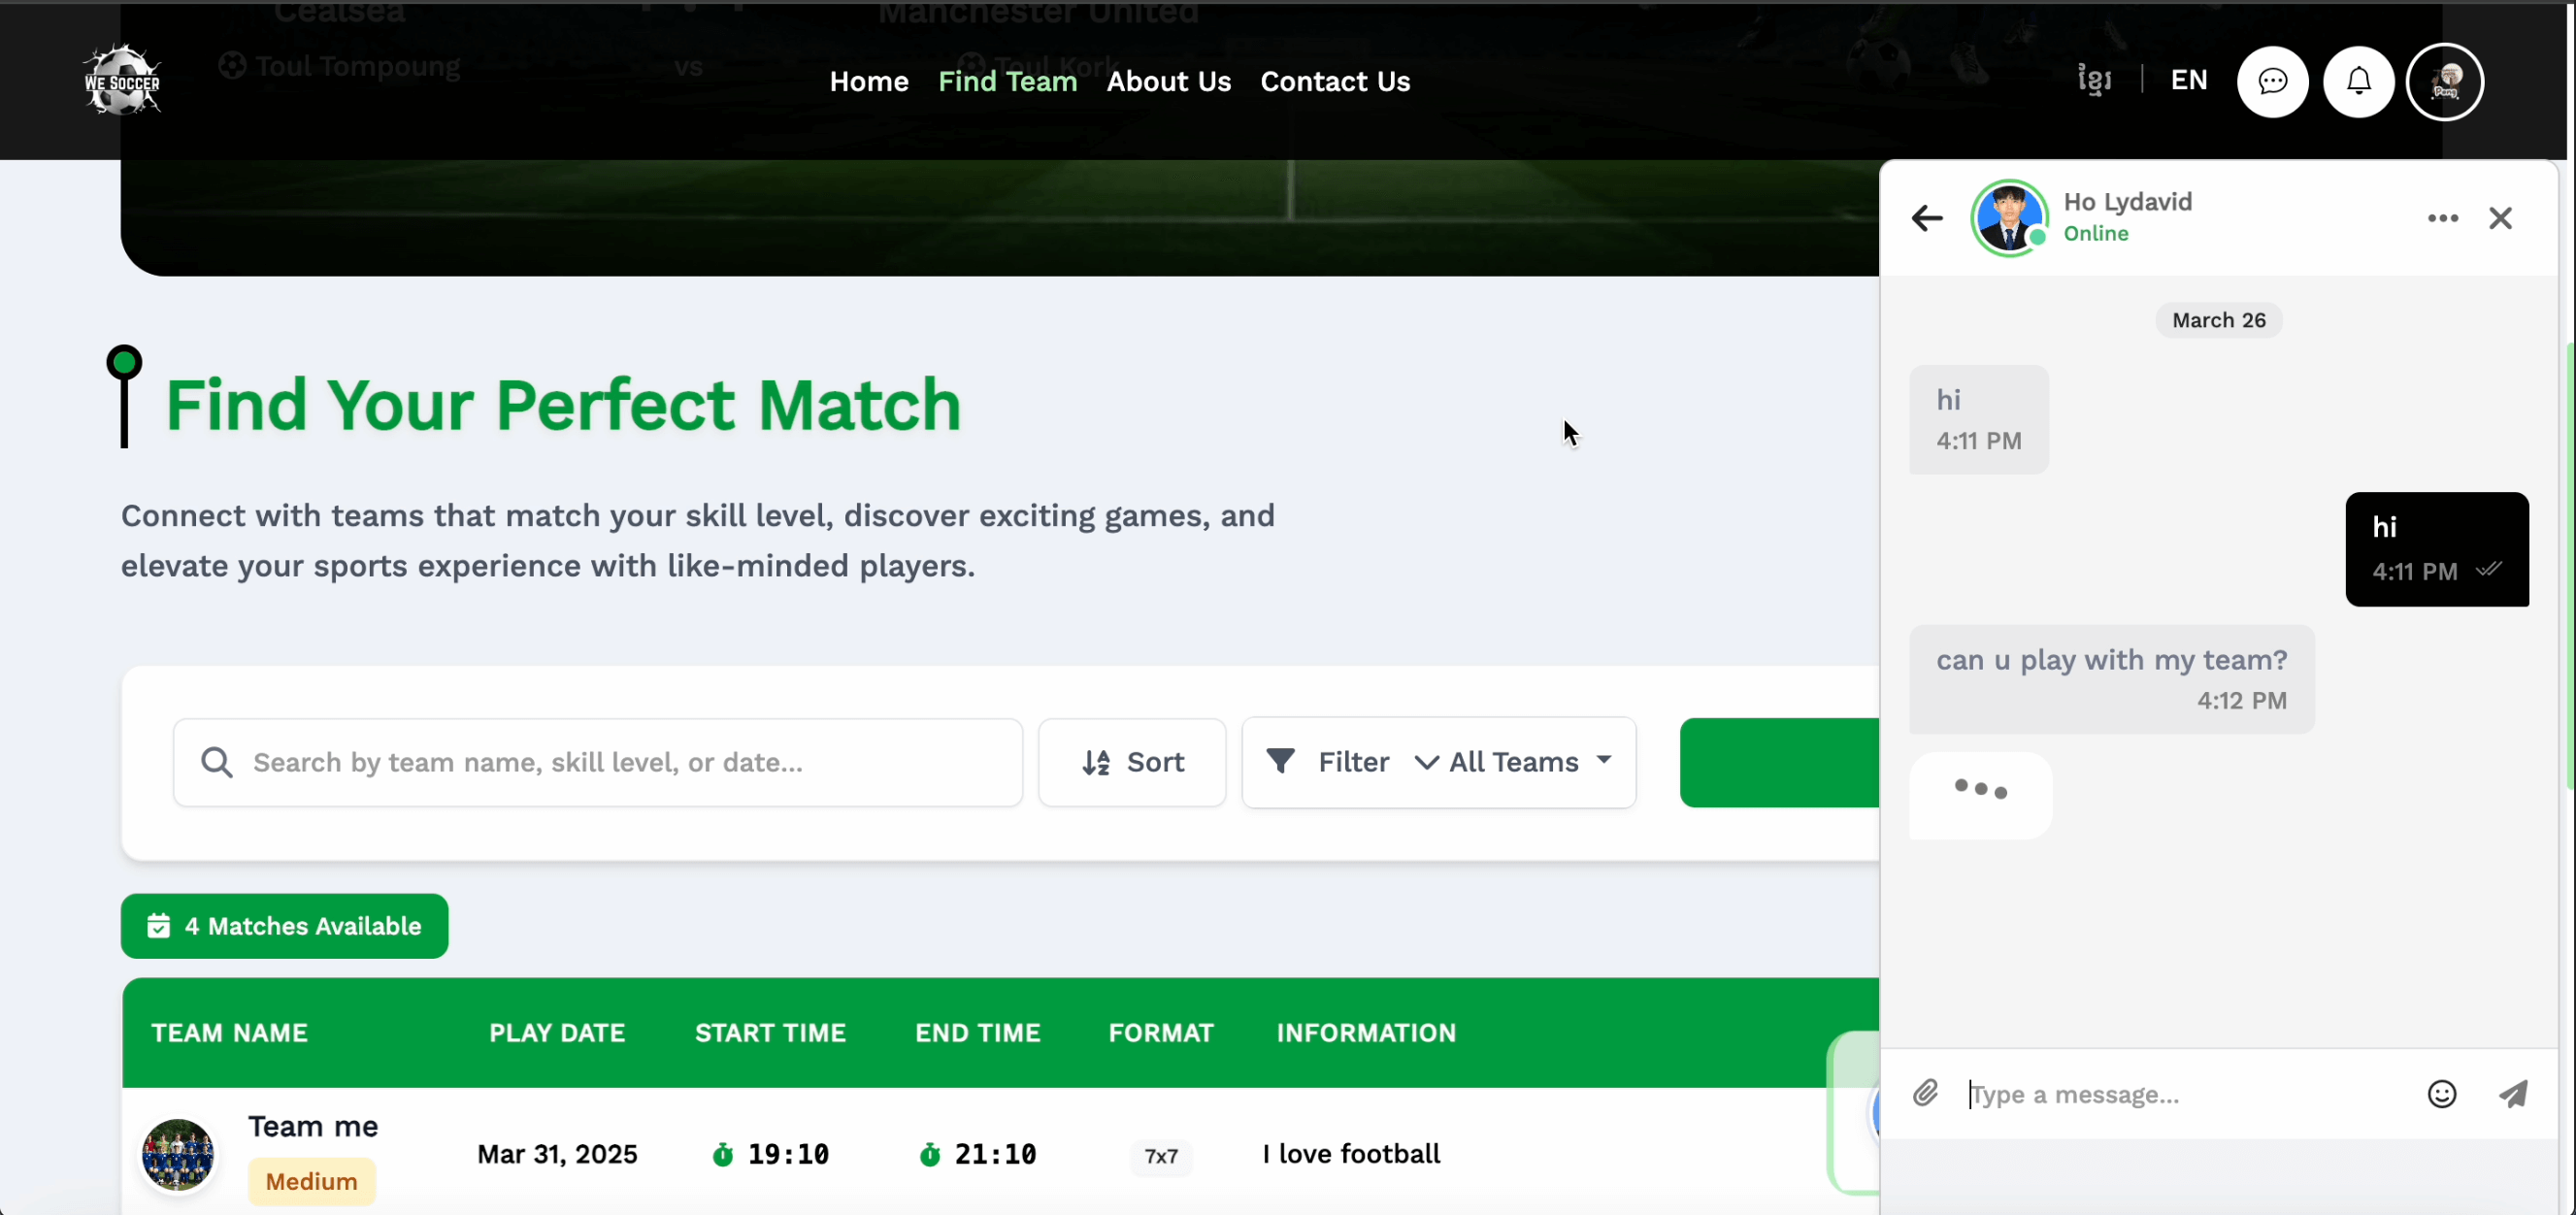 Cealsea
Manchester United
Toul Tompoung
vs
Toul Kork
WE SOCCER
Home
Find Team
About Us
Contact Us
ខ្មែរ
EN
Peng
Ho Lydavid
Online
March 26
hi
4:11 PM
hi
4:11 PM
can u play with my team?
4:12 PM
Type a message...
Find Your Perfect Match
Connect with teams that match your skill level, discover exciting games, and
elevate your sports experience with like-minded players.
Search by team name, skill level, or date...
Sort
Filter
All Teams
4 Matches Available
TEAM NAME
PLAY DATE
START TIME
END TIME
FORMAT
INFORMATION
Team me
Medium
Mar 31, 2025
19:10
21:10
7x7
I love football